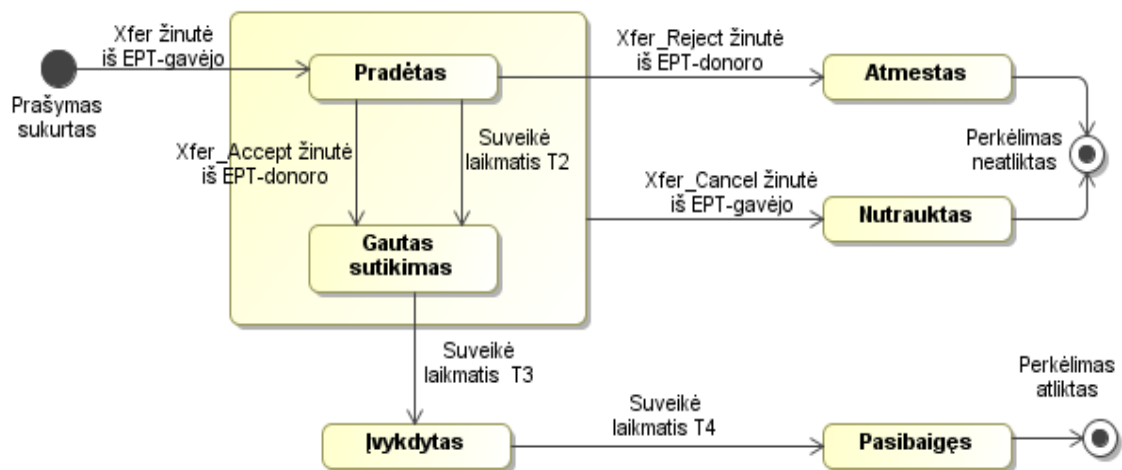 Xfer žinutė
iš EPT-gavėjo
Prašymas
sukurtas
Pradėtas
Xfer_Reject žinutė
iš EPT-donoro
Atmestas
Xfer_Accept žinutė
iš EPT-donoro
Suveikė
laikmatis T2
Perkėlimas
neatliktas
Xfer_Cancel žinutė
iš EPT-gavėjo
Nutrauktas
Gautas
sutikimas
Suveikė
laikmatis T3
Įvykdytas
Suveikė
laikmatis T4
Pasibaigęs
Perkėlimas
atliktas